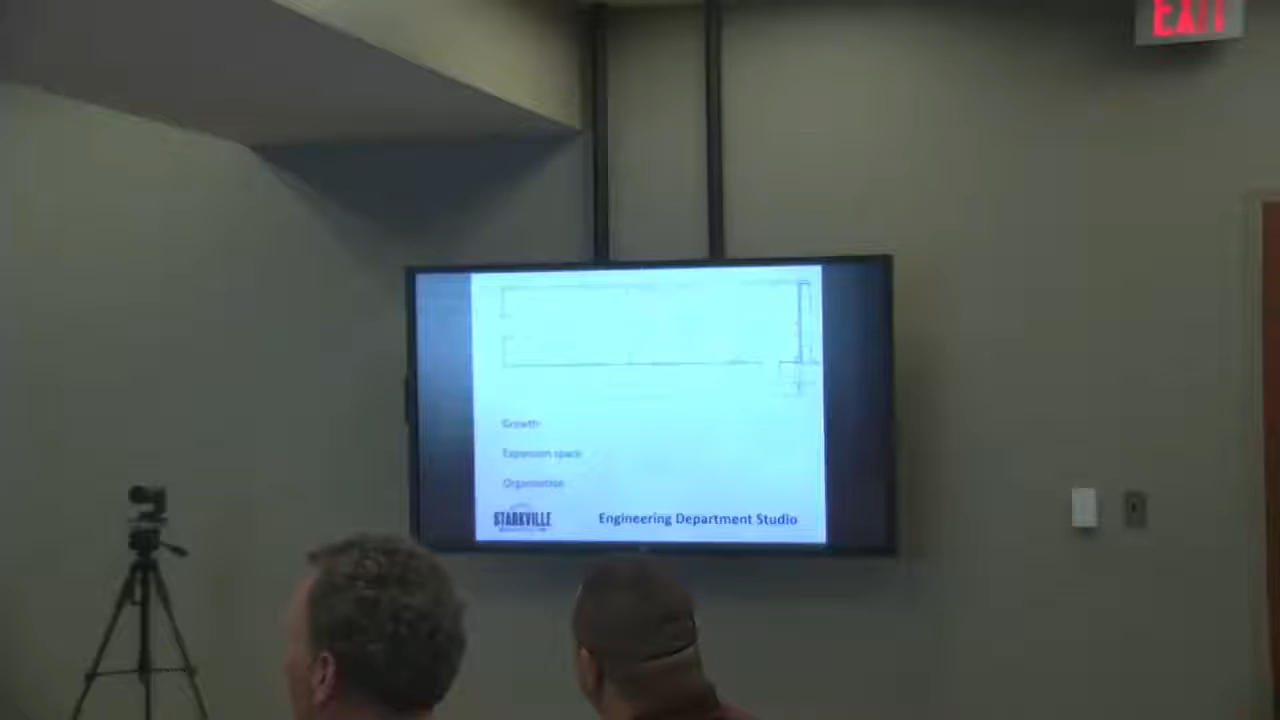 EXIT
Growth
Expansion space
Organization
STARKVILLE
Engineering Department Studio